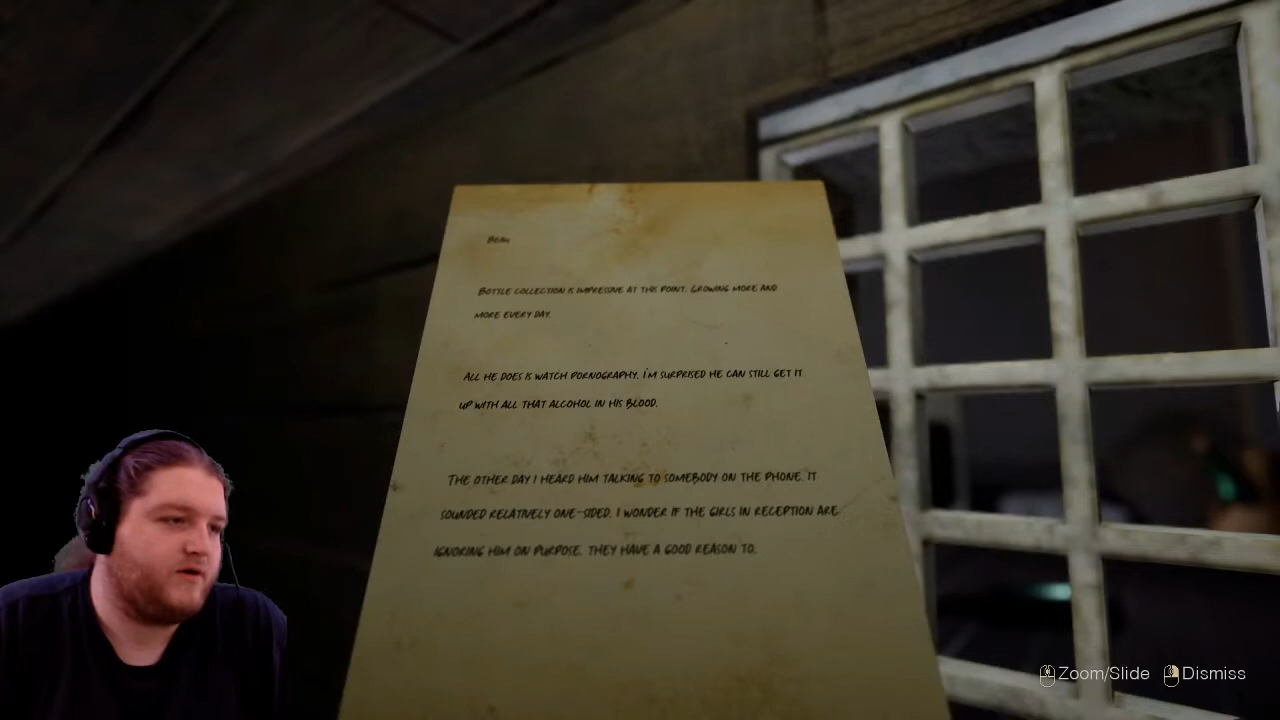 BEAU
BOTTLE COLLECTION IS IMPRESSIVE AT THIS POINT. GROWING MORE AND
MORE EVERY DAY.
ALL HE DOES IS WATCH PORNOGRAPHY. I'M SURPRISED HE CAN STILL GET IT
UP WITH ALL THAT ALCOHOL IN HIS BLOOD.
THE OTHER DAY I HEARD HIM TALKING TO SOMEBODY ON THE PHONE. IT
SOUNDED RELATIVELY ONE-SIDED. I WONDER IF THE GIRLS IN RECEPTION ARE
IGNORING HIM ON PURPOSE. THEY HAVE A GOOD REASON TO.
Zoom/Slide Dismiss